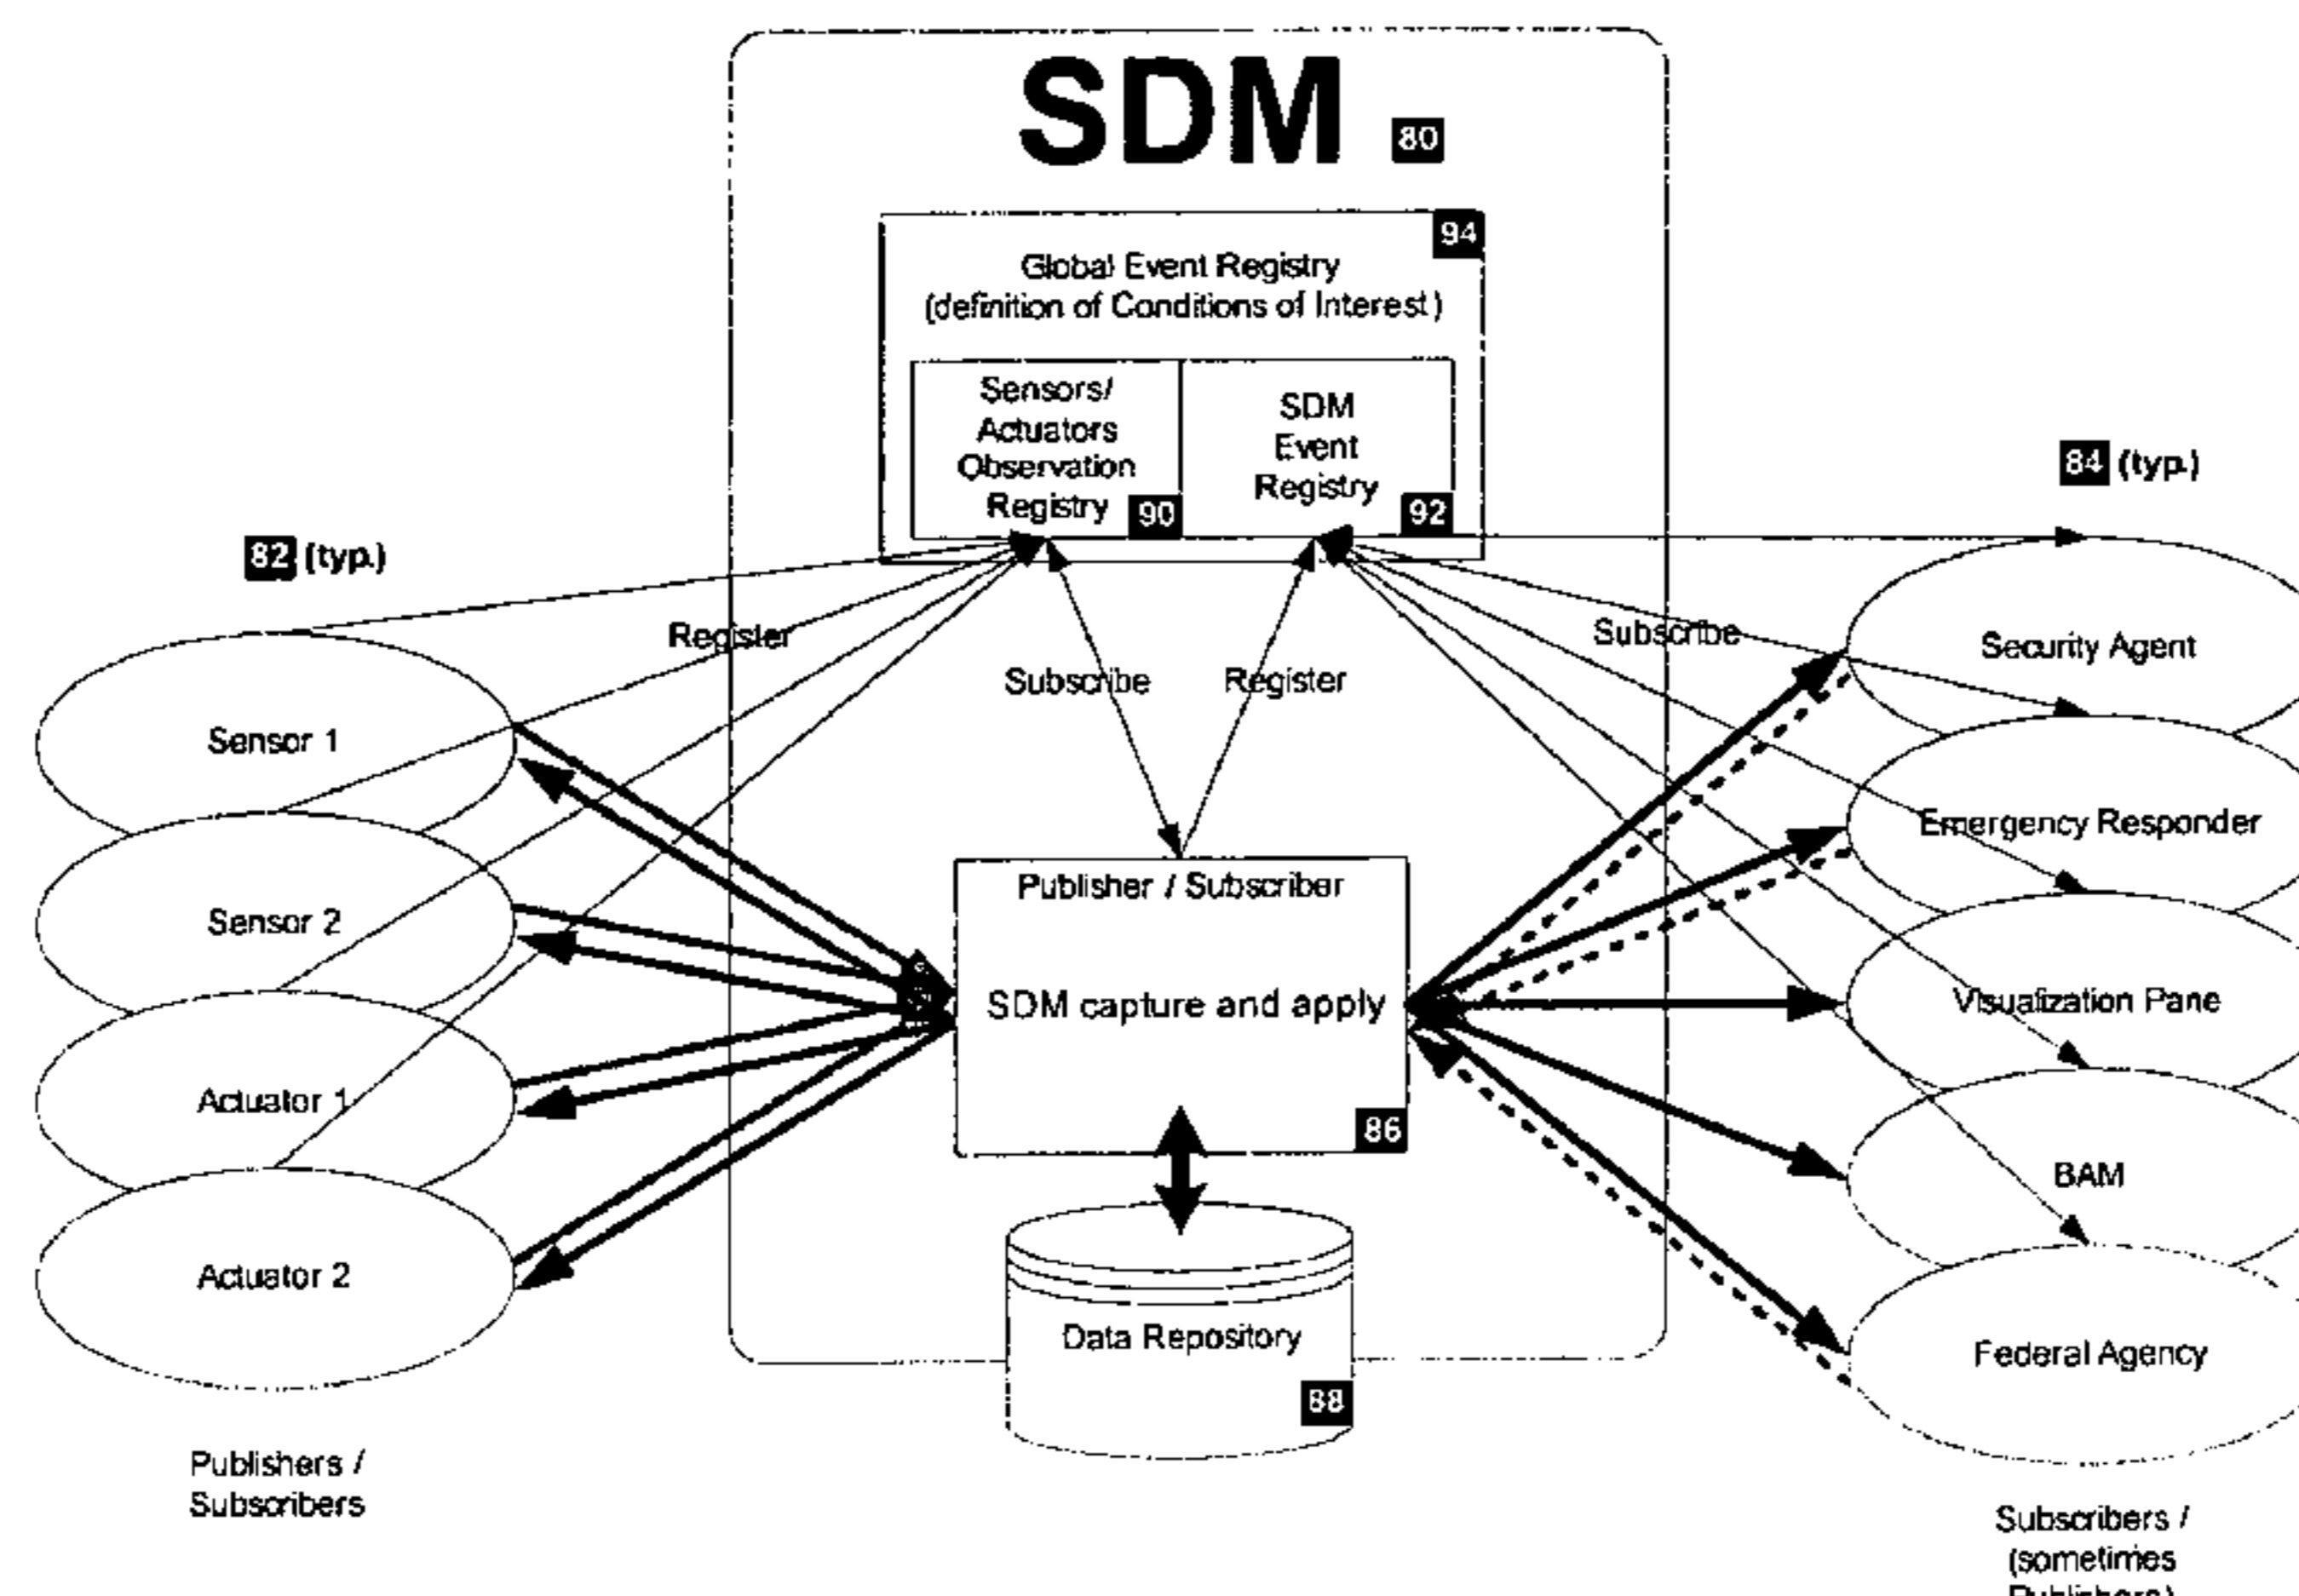 SDM 80
94
Global Event Registry
(definition of Conditions of Interest)
Sensors/
Actuators
Observation
Registry 90
SDM
Event
Registry
92
82 (typ.)
84 (typ.)
Register
Subscribe
Register
Subscribe
Sensor 1
Sensor 2
Actuator 1
Actuator 2
Publishers /
Subscribers
Publisher / Subscriber
SDM capture and apply
86
Data Repository
88
Security Agent
Emergency Responder
Visualization Pane
BAM
Federal Agency
Subscribers /
(sometimes
Publishers)